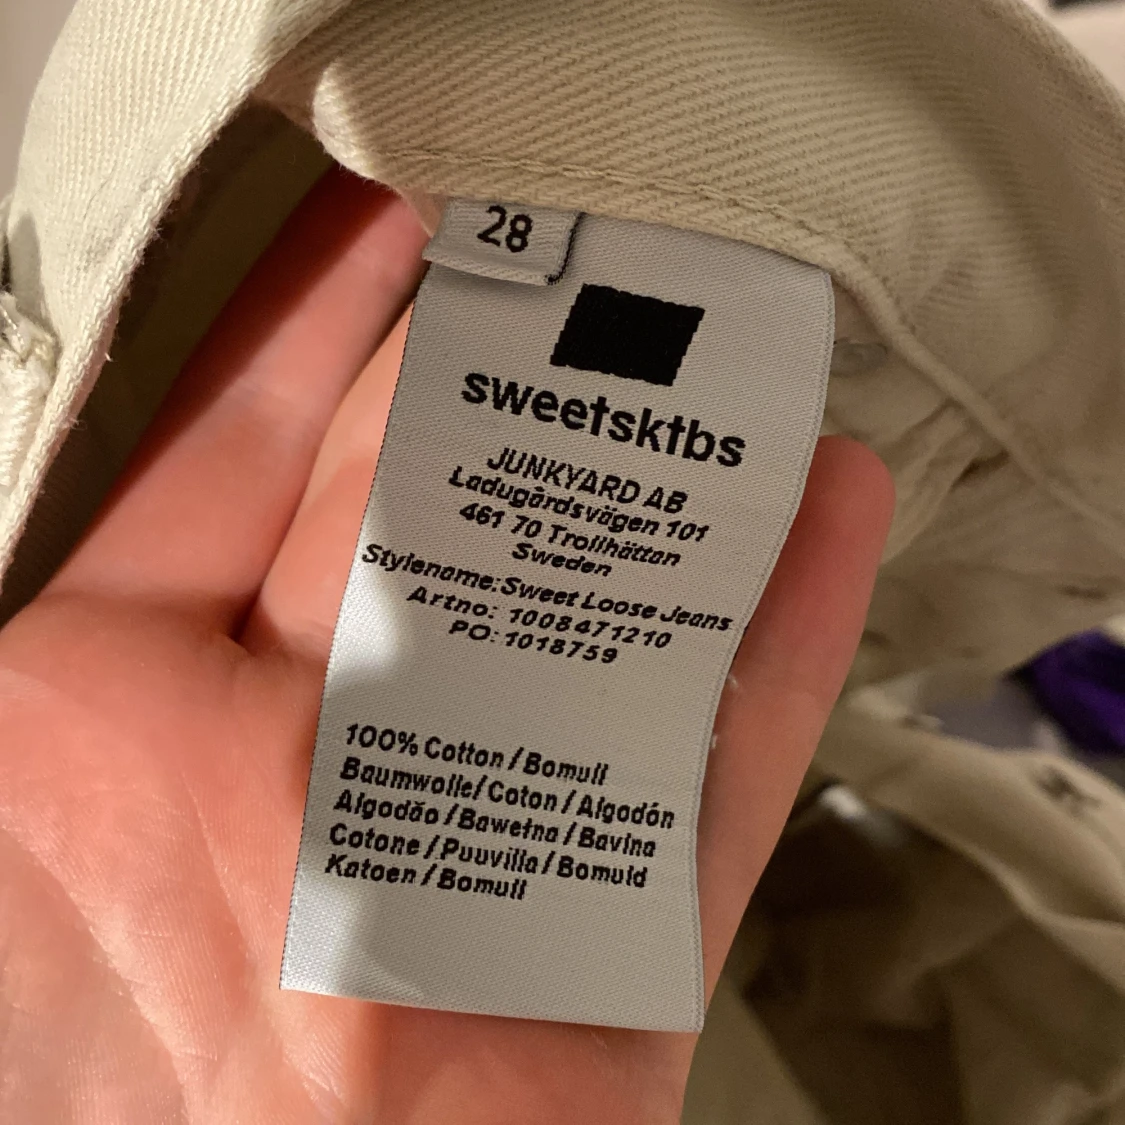 28
sweetsktbs
JUNKYARD AB
Ladugårdsvägen 101
461 70 Trollhättan
Sweden
Stylename:Sweet Loose Jeans
Artno: 1008471210
PO: 1018759
100% Cotton / Bomull
Baumwolle/ Coton / Algodón
Algodão / Bawełna / Bavlna
Cotone / Puuvilla / Bomuld
Katoen / Bomull